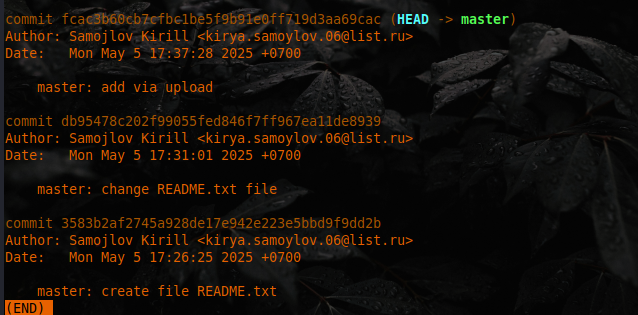 commit fcac3b60cb7cfbc1be5f9b91e0ff719d3aa69cac (HEAD -> master)
Author: Samojlov Kirill <kirya.samoylov.06@list.ru>
Date:   Mon May 5 17:37:28 2025 +0700
    master: add via upload
commit db95478c202f99055fed846f7ff967ea11de8939
Author: Samojlov Kirill <kirya.samoylov.06@list.ru>
Date:   Mon May 5 17:31:01 2025 +0700
    master: change README.txt file
commit 3583b2af2745a928de17e942e223e5bbd9f9dd2b
Author: Samojlov Kirill <kirya.samoylov.06@list.ru>
Date:   Mon May 5 17:26:25 2025 +0700
    master: create file README.txt
(END)